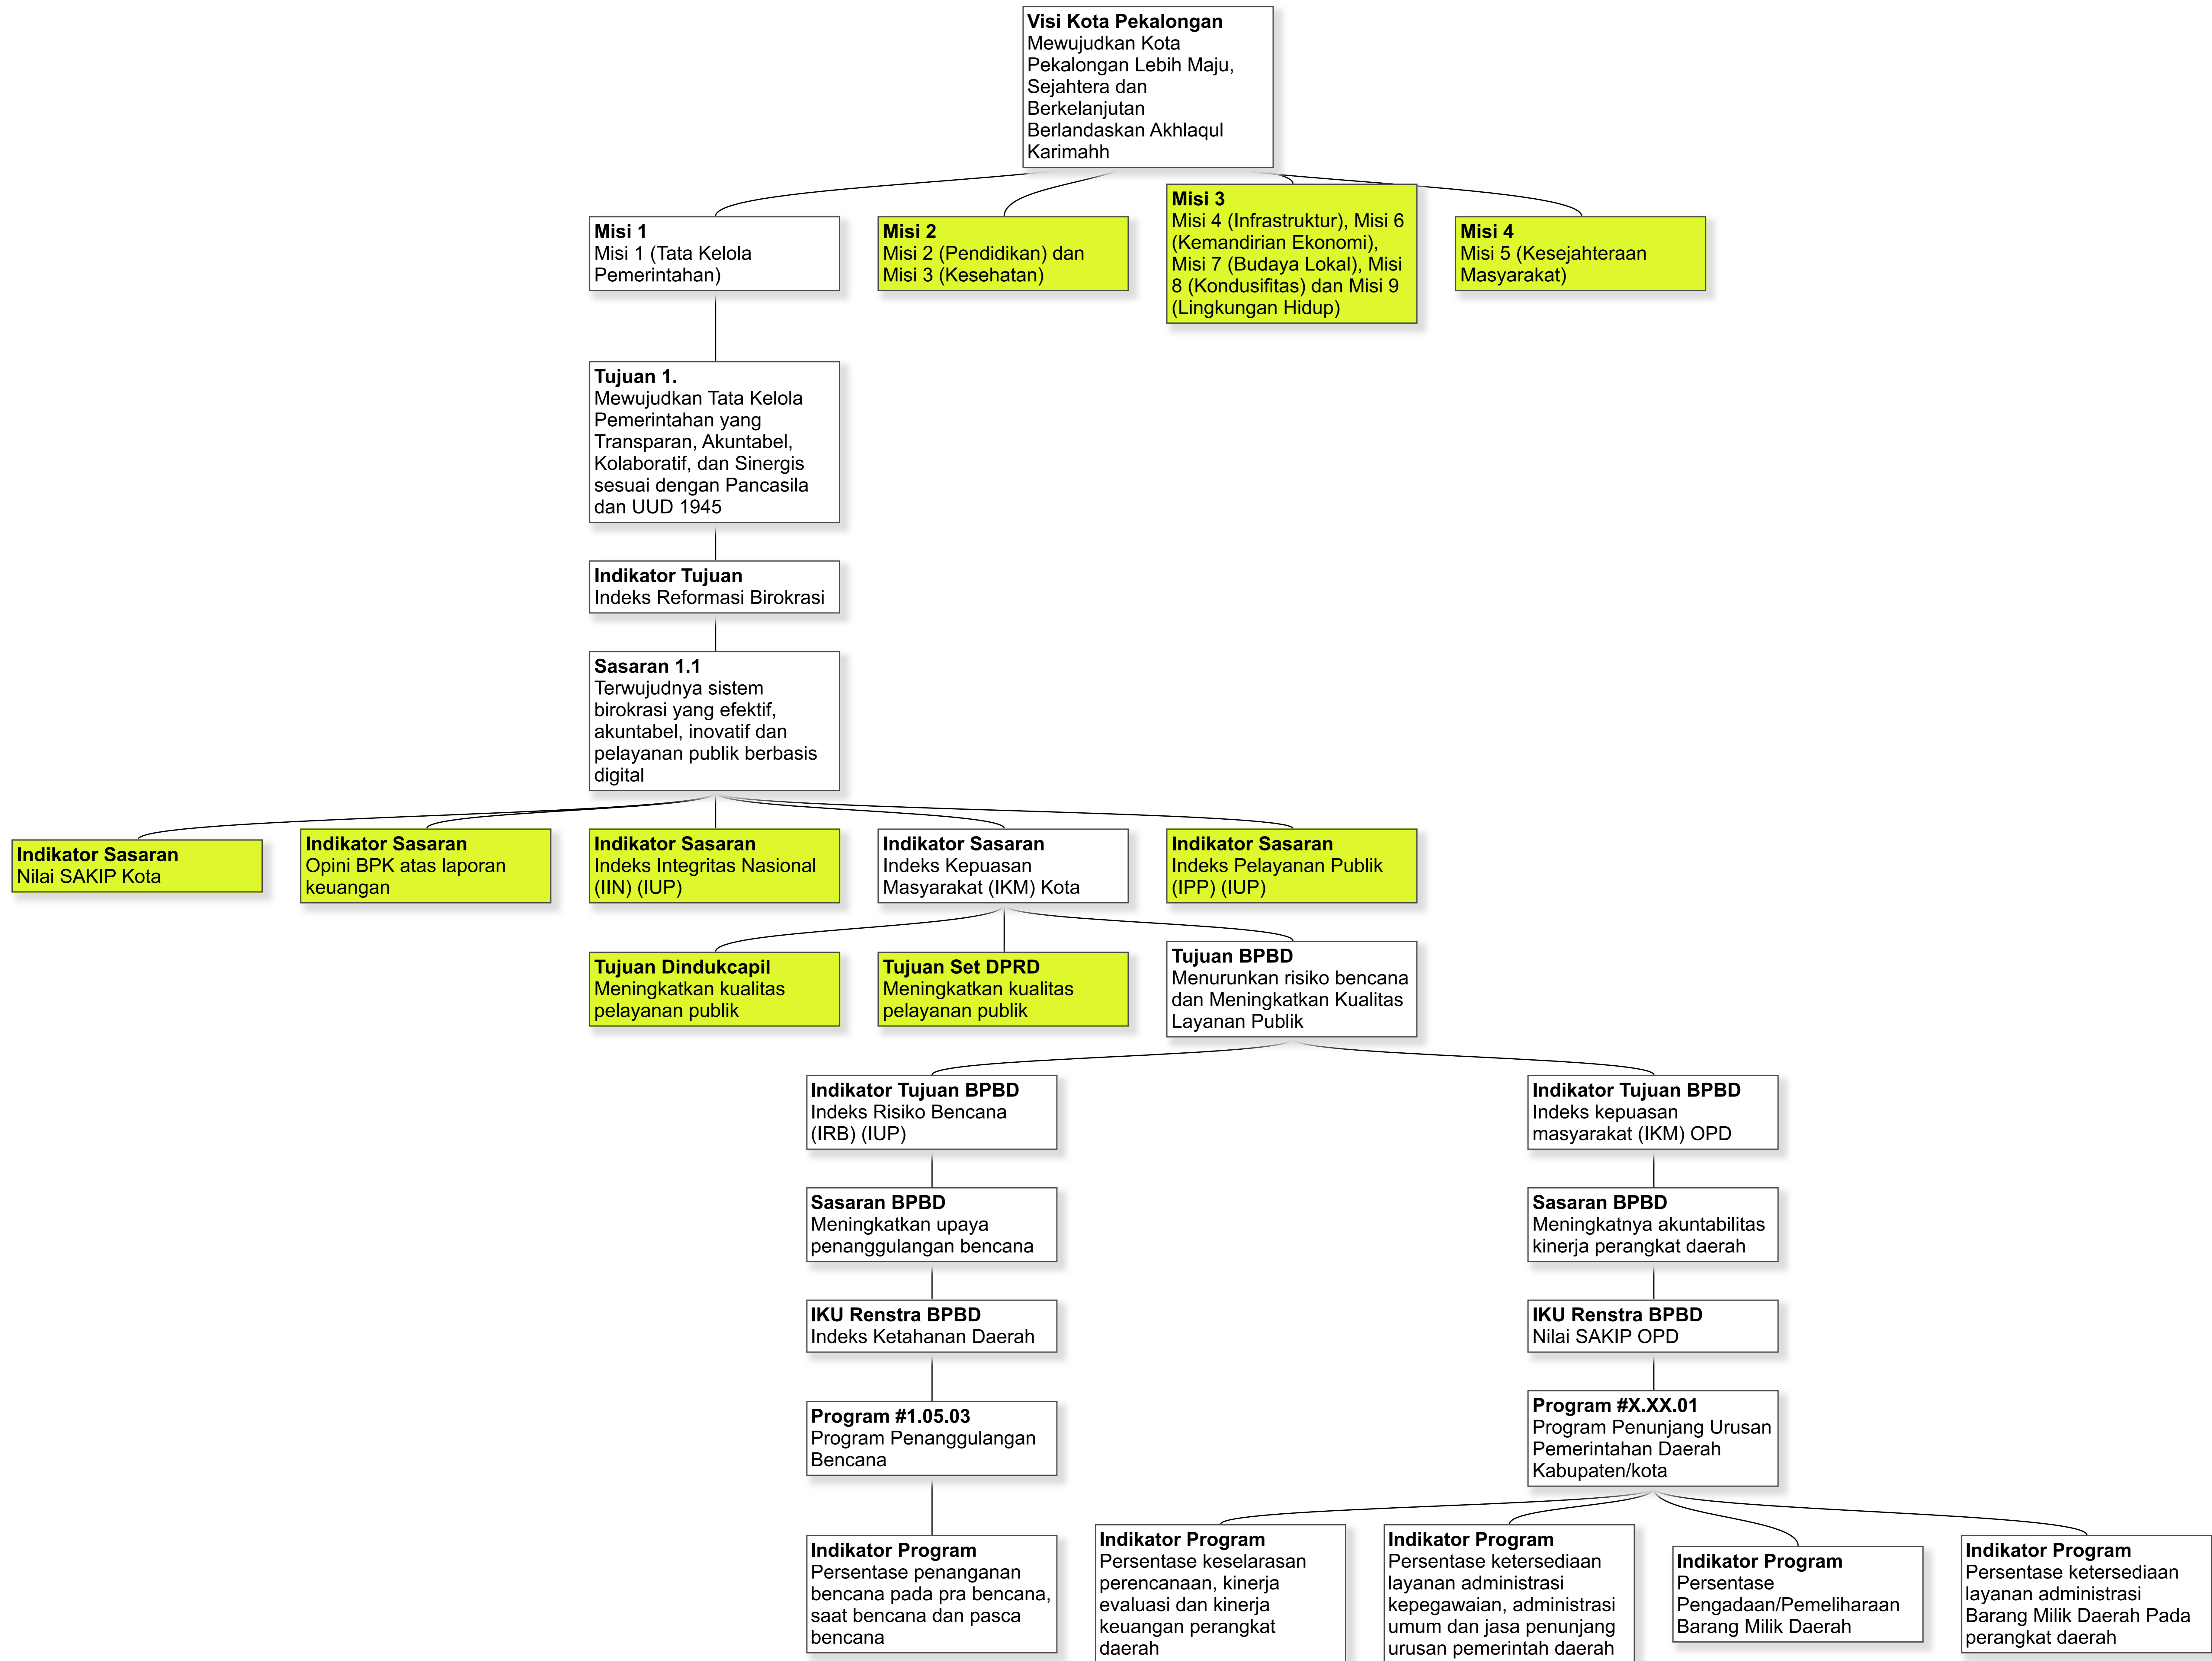 Visi Kota Pekalongan
Mewujudkan Kota
Pekalongan Lebih Maju,
Sejahtera dan
Berkelanjutan
Berlandaskan Akhlaqul
Karimahh
Misi 1
Misi 1 (Tata Kelola
Pemerintahan)
Misi 2
Misi 2 (Pendidikan) dan
Misi 3 (Kesehatan)
Misi 3
Misi 4 (Infrastruktur), Misi 6
(Kemandirian Ekonomi),
Misi 7 (Budaya Lokal), Misi
8 (Kondusifitas) dan Misi 9
(Lingkungan Hidup)
Misi 4
Misi 5 (Kesejahteraan
Masyarakat)
Tujuan 1.
Mewujudkan Tata Kelola
Pemerintahan yang
Transparan, Akuntabel,
Kolaboratif, dan Sinergis
sesuai dengan Pancasila
dan UUD 1945
Indikator Tujuan
Indeks Reformasi Birokrasi
Sasaran 1.1
Terwujudnya sistem
birokrasi yang efektif,
akuntabel, inovatif dan
pelayanan publik berbasis
digital
Indikator Sasaran
Nilai SAKIP Kota
Indikator Sasaran
Opini BPK atas laporan
keuangan
Indikator Sasaran
Indeks Integritas Nasional
(IIN) (IUP)
Indikator Sasaran
Indeks Kepuasan
Masyarakat (IKM) Kota
Indikator Sasaran
Indeks Pelayanan Publik
(IPP) (IUP)
Tujuan Dindukcapil
Meningkatkan kualitas
pelayanan publik
Tujuan Set DPRD
Meningkatkan kualitas
pelayanan publik
Tujuan BPBD
Menurunkan risiko bencana
dan Meningkatkan Kualitas
Layanan Publik
Indikator Tujuan BPBD
Indeks Risiko Bencana
(IRB) (IUP)
Indikator Tujuan BPBD
Indeks kepuasan
masyarakat (IKM) OPD
Sasaran BPBD
Meningkatkan upaya
penanggulangan bencana
Sasaran BPBD
Meningkatnya akuntabilitas
kinerja perangkat daerah
IKU Renstra BPBD
Indeks Ketahanan Daerah
IKU Renstra BPBD
Nilai SAKIP OPD
Program #1.05.03
Program Penanggulangan
Bencana
Program #X.XX.01
Program Penunjang Urusan
Pemerintahan Daerah
Kabupaten/kota
Indikator Program
Persentase penanganan
bencana pada pra bencana,
saat bencana dan pasca
bencana
Indikator Program
Persentase keselarasan
perencanaan, kinerja
evaluasi dan kinerja
keuangan perangkat
daerah
Indikator Program
Persentase ketersediaan
layanan administrasi
kepegawaian, administrasi
umum dan jasa penunjang
urusan pemerintah daerah
Indikator Program
Persentase
Pengadaan/Pemeliharaan
Barang Milik Daerah
Indikator Program
Persentase ketersediaan
layanan administrasi
Barang Milik Daerah Pada
perangkat daerah